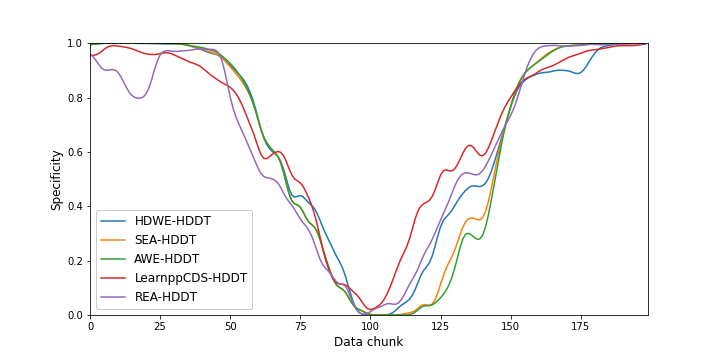 1.0
0.8
0.6
0.4
0.2
0.0
Specificity
HDWE-HDDT
SEA-HDDT
AWE-HDDT
LearnppCDS-HDDT
REA-HDDT
0 25 50 75 100 125 150 175
Data chunk